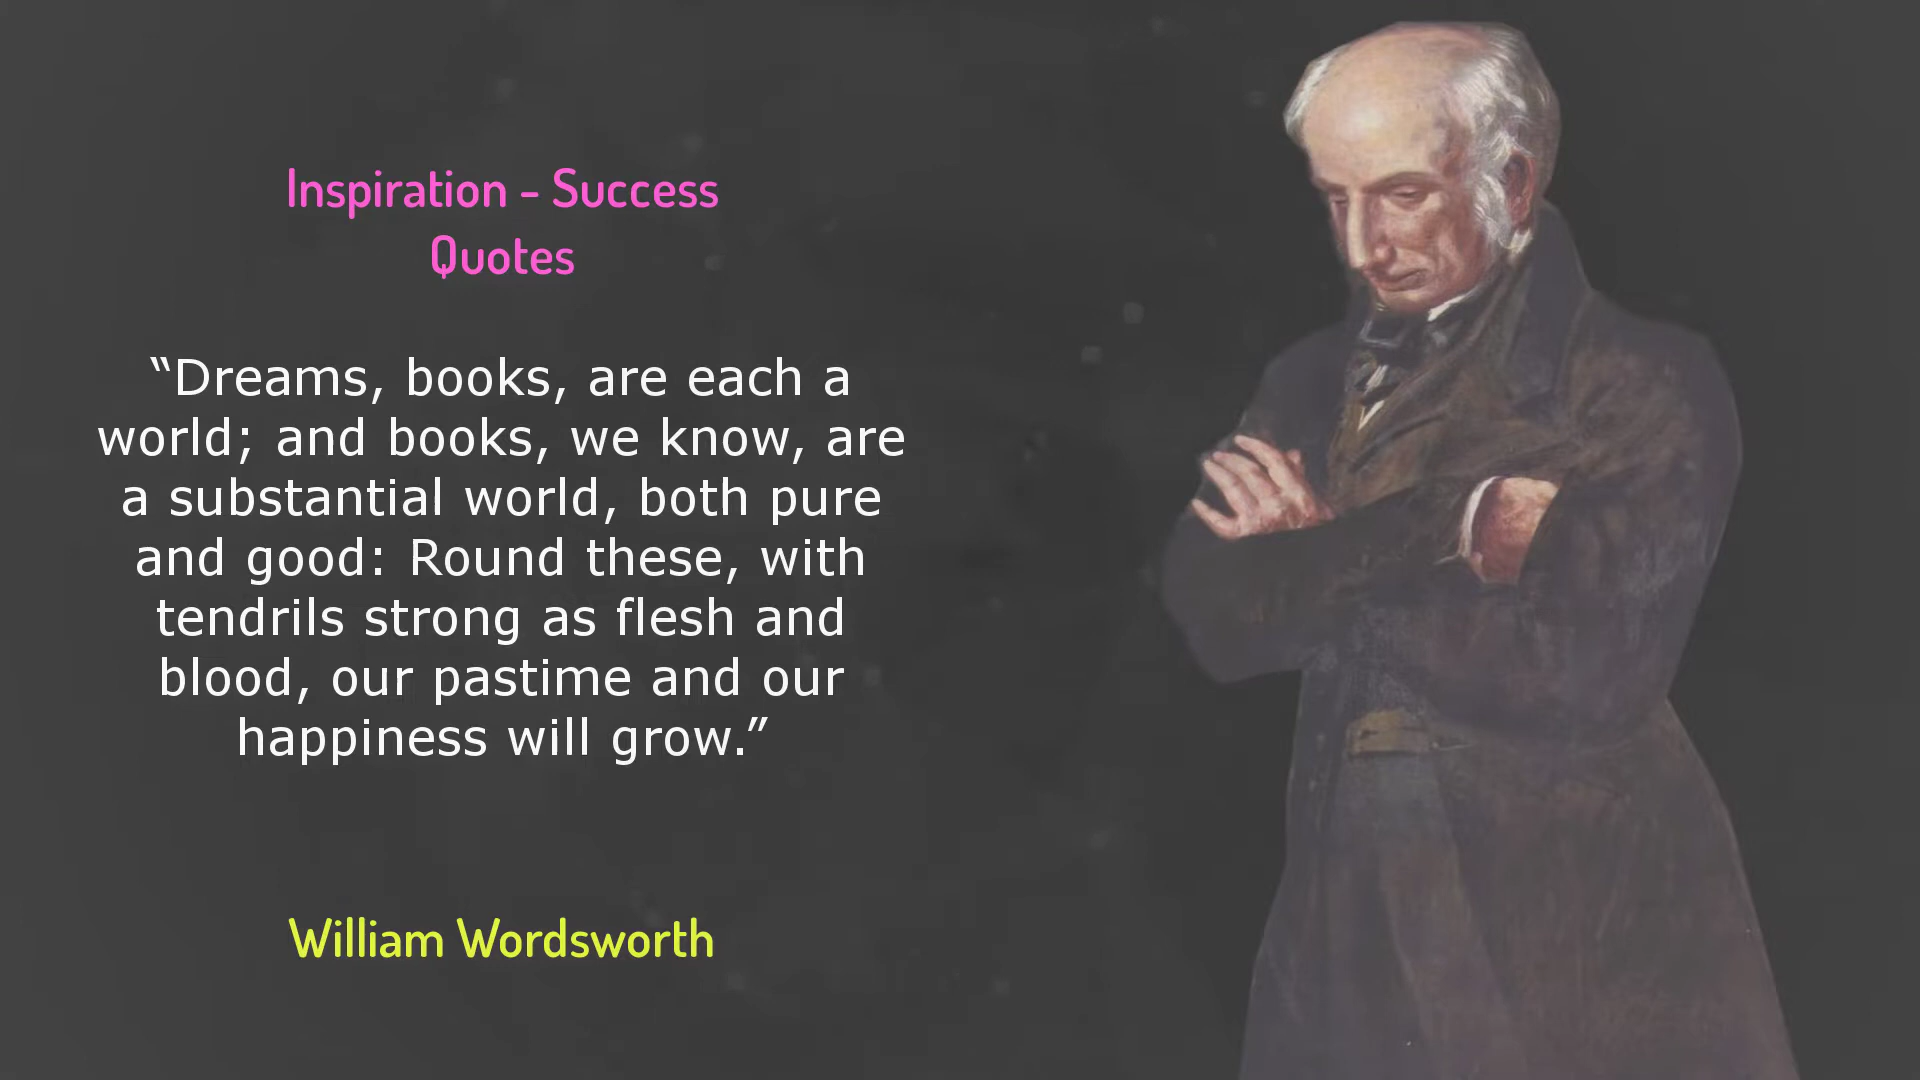 Inspiration - Success
Quotes
“Dreams, books, are each a
world; and books, we know, are
a substantial world, both pure
and good: Round these, with
tendrils strong as flesh and
blood, our pastime and our
happiness will grow.”
William Wordsworth